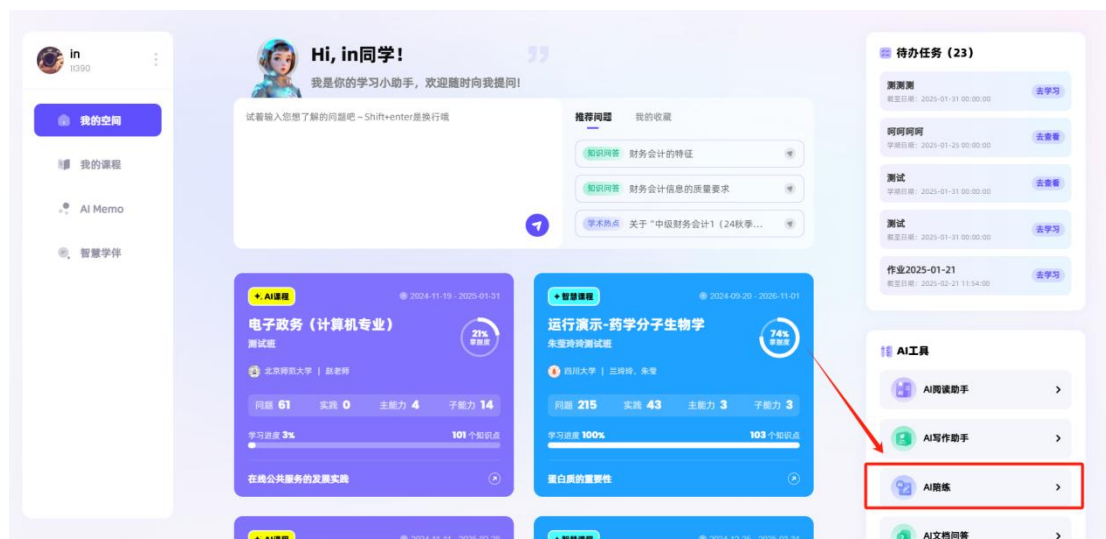 in
11390
我的空间
我的课程
AI Memo
智慧学伴
Hi, in同学!
我是你的学习小助手，欢迎随时向我提问!
试着输入您想了解的问题吧～Shift+enter是换行哦
推荐问题 我的收藏
知识问答 财务会计的特征
知识问答 财务会计信息的质量要求
学术热点 关于“中级财务会计1（24秋季...
AI课程 2024-11-19 - 2025-01-31
电子政务（计算机专业）
测试班
21%
掌握度
北京师范大学 | 赵老师
问题 61 实践 0 主能力 4 子能力 14
学习进度 3% 101 个知识点
在线公共服务的发展实践
智慧课程 2024-09-20 - 2026-11-01
运行演示-药学分子生物学
朱莹玲玲测试班
74%
掌握度
四川大学 | 兰玲玲、朱莹
问题 215 实践 43 主能力 3 子能力 3
学习进度 100% 103 个知识点
蛋白质的重要性
AI课程
智慧课程
待办任务（23）
测测测
截至日期：2025-01-31 00:00:00
去学习
呵呵呵呵
学期日期：2025-01-25 00:00:00
去查看
测试
学期日期：2025-01-31 00:00:00
去查看
测试
截至日期：2025-01-31 00:00:00
去学习
作业2025-01-21
截至日期：2025-02-21 11:54:00
去学习
AI工具
AI阅读助手
AI写作助手
AI陪练
AI文档问答